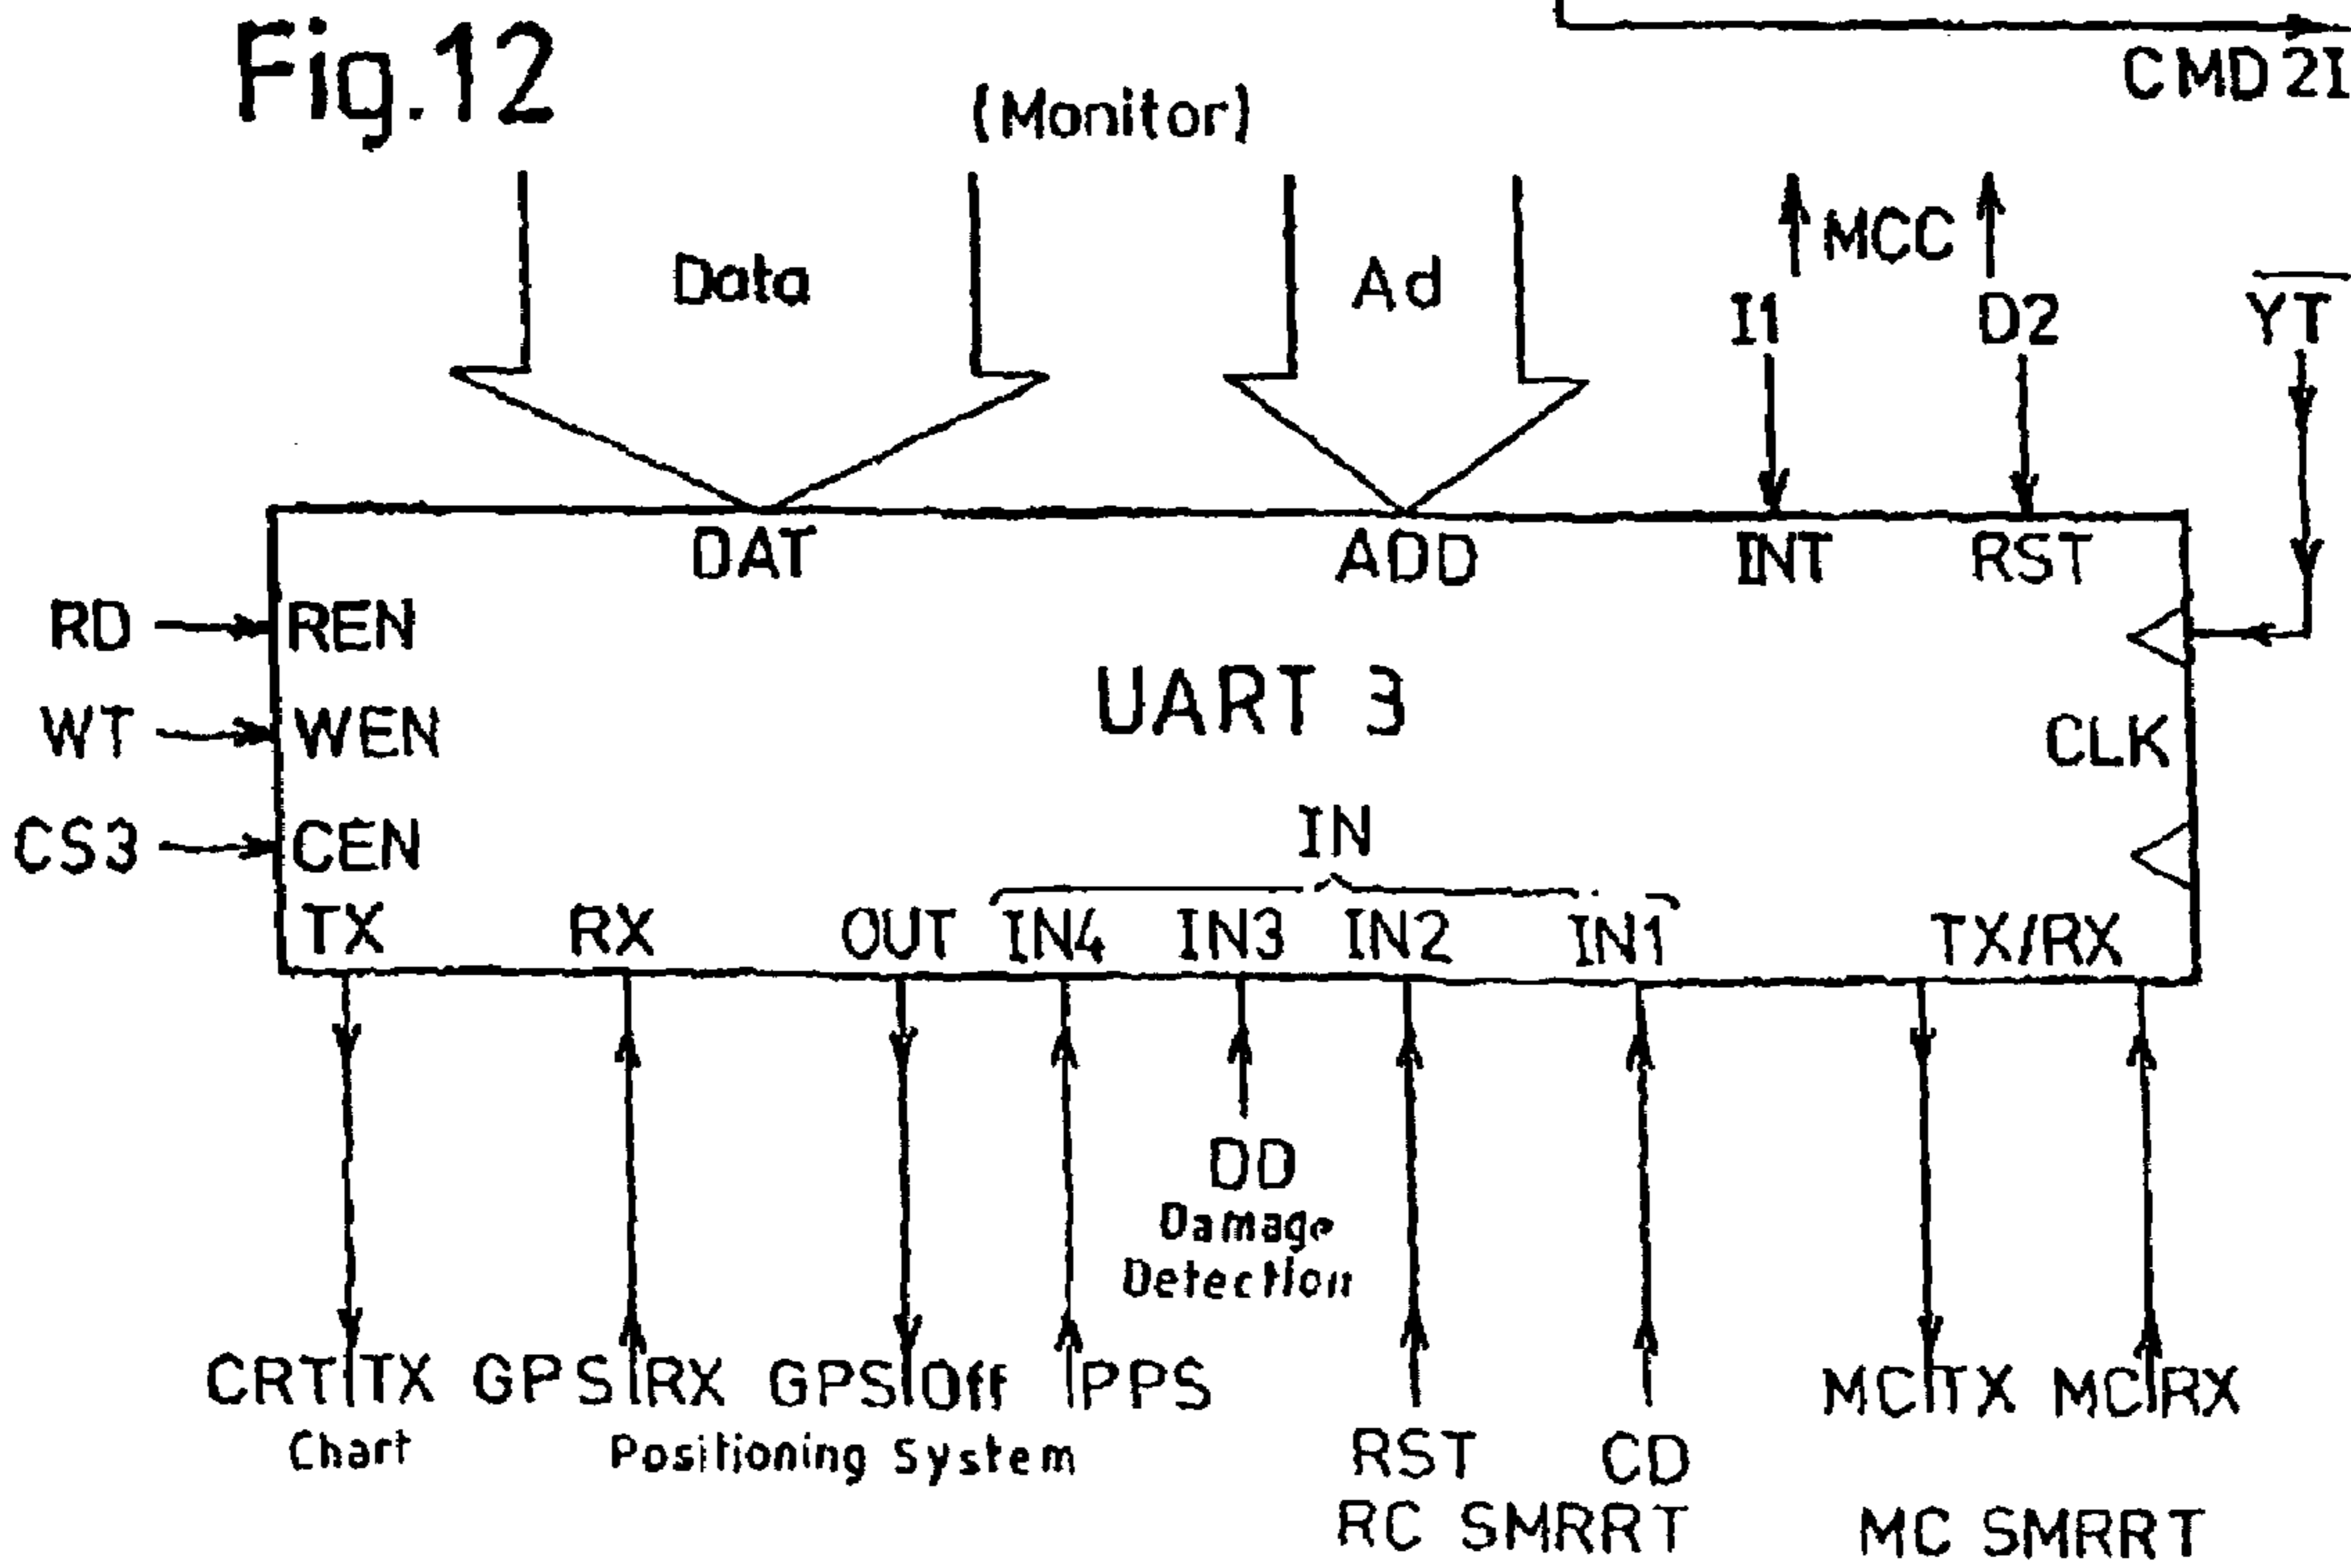 Fig.12
CMD2I
(Monitor)
Data
Ad
MCC
I1
D2
YT
DAT
ADD
INT
RST
RD
REN
UART 3
WT
WEN
CLK
CS3
CEN
IN
TX
RX
OUT
IN4
IN3
IN2
IN1
TX/RX
DD
Damage
Detection
CRT TX
GPS RX
GPS Off
PPS
MC TX
MC RX
Chart
Positioning System
RST
CD
RC SMRRT
MC SMRRT